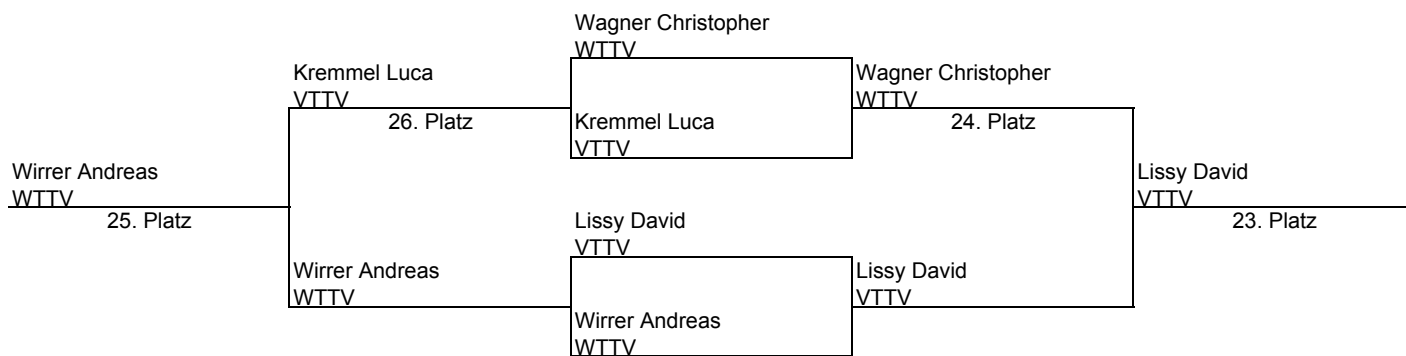 Wagner Christopher
WTTV
Kremmel Luca
VTTV
26. Platz
Wagner Christopher
WTTV
24. Platz
Kremmel Luca
VTTV
Wirrer Andreas
WTTV
25. Platz
Lissy David
VTTV
23. Platz
Lissy David
VTTV
Wirrer Andreas
WTTV
Lissy David
VTTV
Wirrer Andreas
WTTV